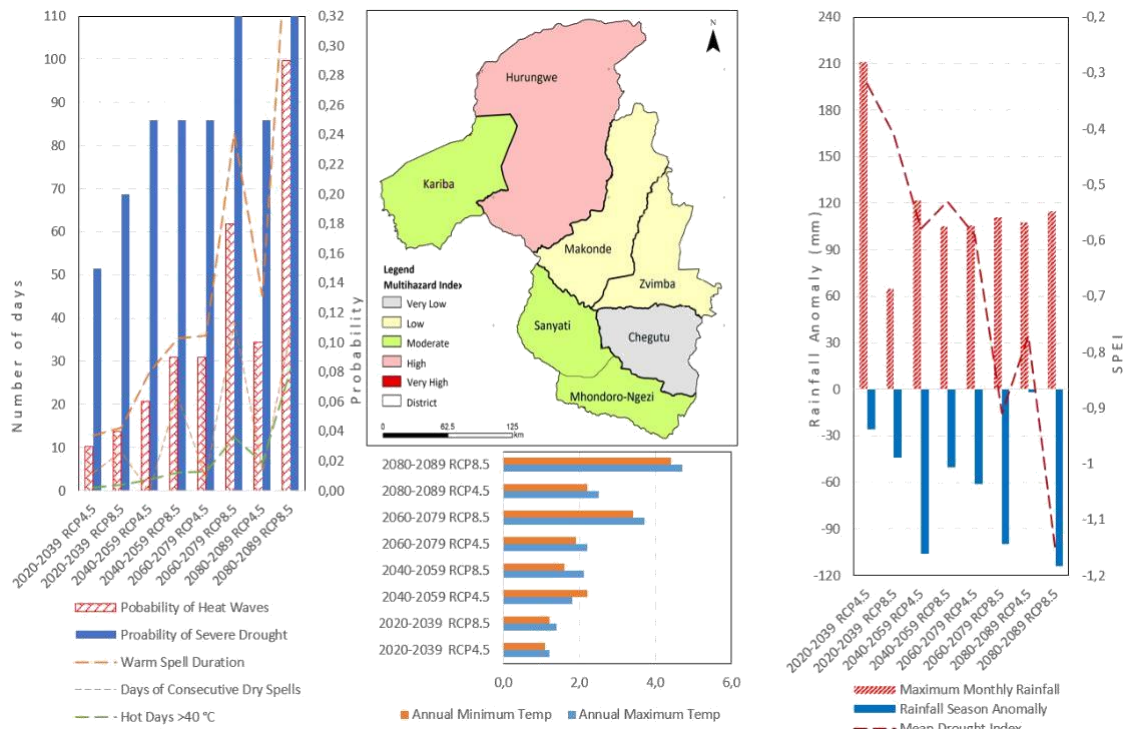 110
100
90
80
70
60
50
40
30
20
10
0
Number of days
0,32
0,30
0,28
0,26
0,24
0,22
0,20
0,18
0,16
0,14
0,12
0,10
0,08
0,06
0,04
0,02
0,00
Probability
2020-2039 RCP4.5
2020-2039 RCP8.5
2040-2059 RCP4.5
2040-2059 RCP8.5
2060-2079 RCP4.5
2060-2079 RCP8.5
2080-2089 RCP4.5
2080-2089 RCP8.5
Pobability of Heat Waves
Proability of Severe Drought
Warm Spell Duration
Days of Consecutive Dry Spells
Hot Days >40 °C
N
Hurungwe
Kariba
Makonde
Zvimba
Sanyati
Chegutu
Mhondoro-Ngezi
Legend
Multihazard Index
Very Low
Low
Moderate
High
Very High
District
0 62.5 125
km
2080-2089 RCP8.5
2080-2089 RCP4.5
2060-2079 RCP8.5
2060-2079 RCP4.5
2040-2059 RCP8.5
2040-2059 RCP4.5
2020-2039 RCP8.5
2020-2039 RCP4.5
0,0 2,0 4,0 6,0
Annual Minimum Temp Annual Maximum Temp
240
210
180
150
120
90
60
30
0
-30
-60
-90
-120
Rainfall Anomaly (mm)
-0,2
-0,3
-0,4
-0,5
-0,6
-0,7
-0,8
-0,9
-1
-1,1
-1,2
SPEI
2020-2039 RCP4.5
2020-2039 RCP8.5
2040-2059 RCP4.5
2040-2059 RCP8.5
2060-2079 RCP4.5
2060-2079 RCP8.5
2080-2089 RCP4.5
2080-2089 RCP8.5
Maximum Monthly Rainfall
Rainfall Season Anomally
Mean Drought Index